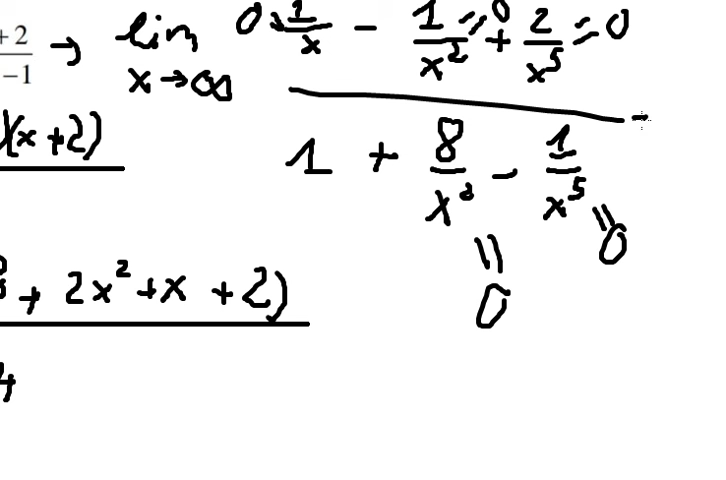 +2 → lim 0 = 1/x - 1/x² = 0 + 2/x⁵ = 0
-1 x→∞
)(x+2) 1 + 8/x² - 1/x⁵
= 0
+ 2x² + x + 2) = 0
4